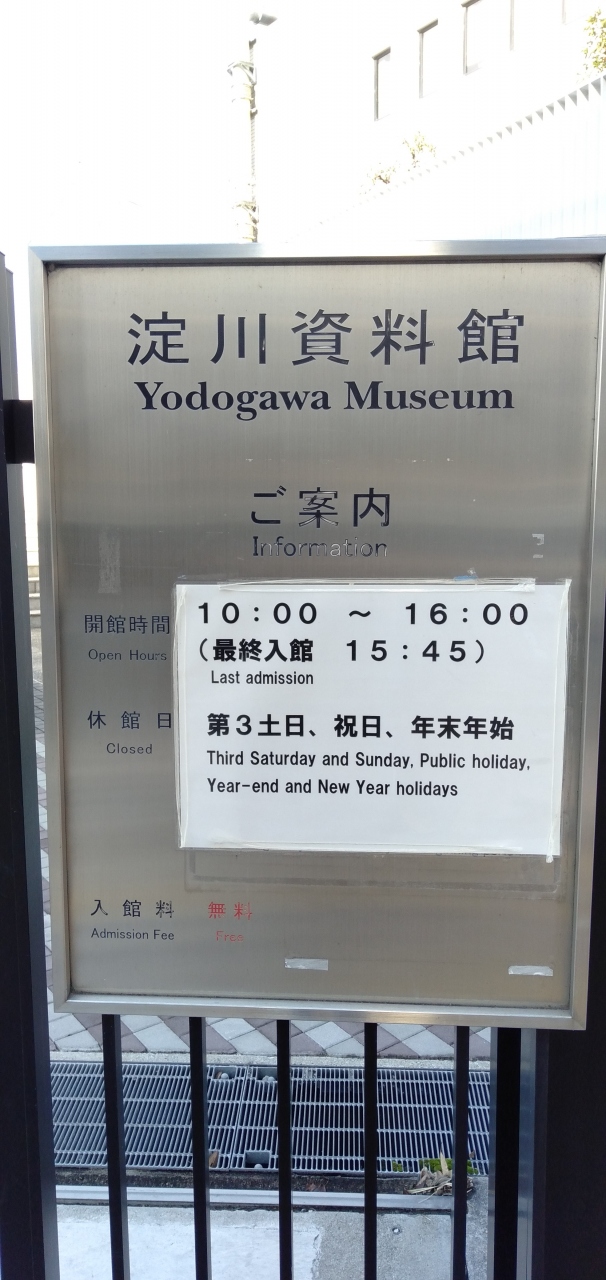 淀川資料館
Yodogawa Museum
ご案内
Information
開館時間
Open Hours
10：00 ～ 16：00
（最終入館 15：45）
Last admission
休館日
Closed
第３土日、祝日、年末年始
Third Saturday and Sunday, Public holiday,
Year-end and New Year holidays
入館料 無料
Admission Fee Free